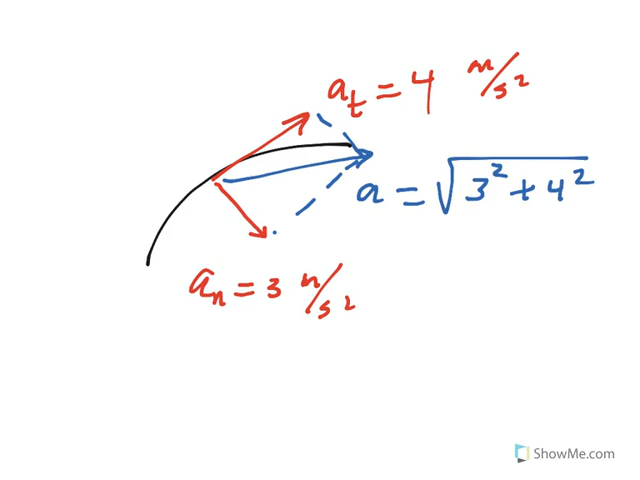 a_t = 4 m/s²
a = √(3² + 4²)
a_n = 3 m/s²
ShowMe.com